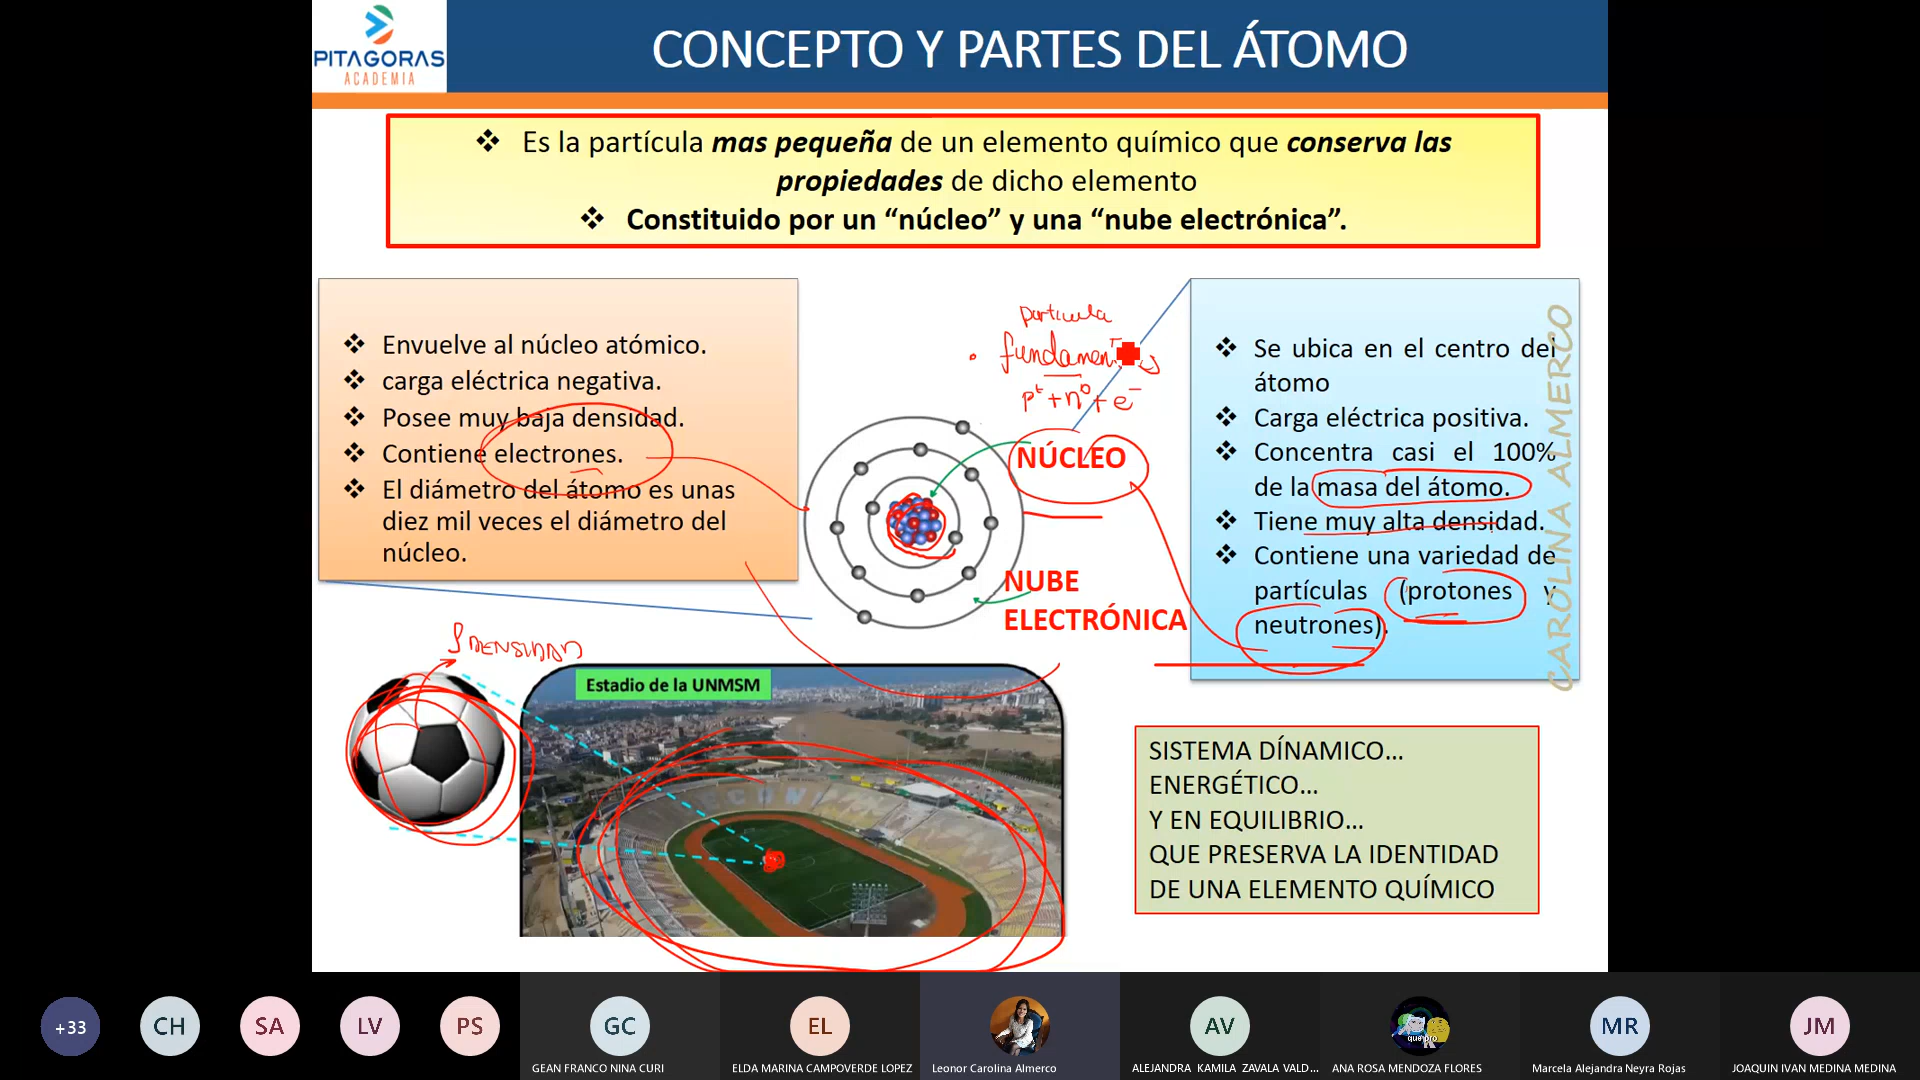 PITAGORAS
ACADEMIA
CONCEPTO Y PARTES DEL ÁTOMO
❖ Es la partícula mas pequeña de un elemento químico que conserva las
propiedades de dicho elemento
❖ Constituido por un “núcleo” y una “nube electrónica”.
❖ Envuelve al núcleo atómico.
❖ carga eléctrica negativa.
❖ Posee muy baja densidad.
❖ Contiene electrones.
❖ El diámetro del átomo es unas
diez mil veces el diámetro del
núcleo.
particula
fundamen
p+ + n0 + e-
NÚCLEO
NUBE
ELECTRÓNICA
❖ Se ubica en el centro del
átomo
❖ Carga eléctrica positiva.
❖ Concentra casi el 100%
de la masa del átomo.
❖ Tiene muy alta densidad.
❖ Contiene una variedad de
partículas (protones y
neutrones).
CAROLINA ALMERCO
DENSIDAD
Estadio de la UNMSM
SISTEMA DÍNAMICO...
ENERGÉTICO...
Y EN EQUILIBRIO...
QUE PRESERVA LA IDENTIDAD
DE UNA ELEMENTO QUÍMICO
+33
CH
SA
LV
PS
GC
EL
AV
que pro
MR
JM
GEAN FRANCO NINA CURI
ELDA MARINA CAMPOVERDE LOPEZ
Leonor Carolina Almerco
ALEJANDRA KAMILA ZAVALA VALD...
ANA ROSA MENDOZA FLORES
Marcela Alejandra Neyra Rojas
JOAQUIN IVAN MEDINA MEDINA